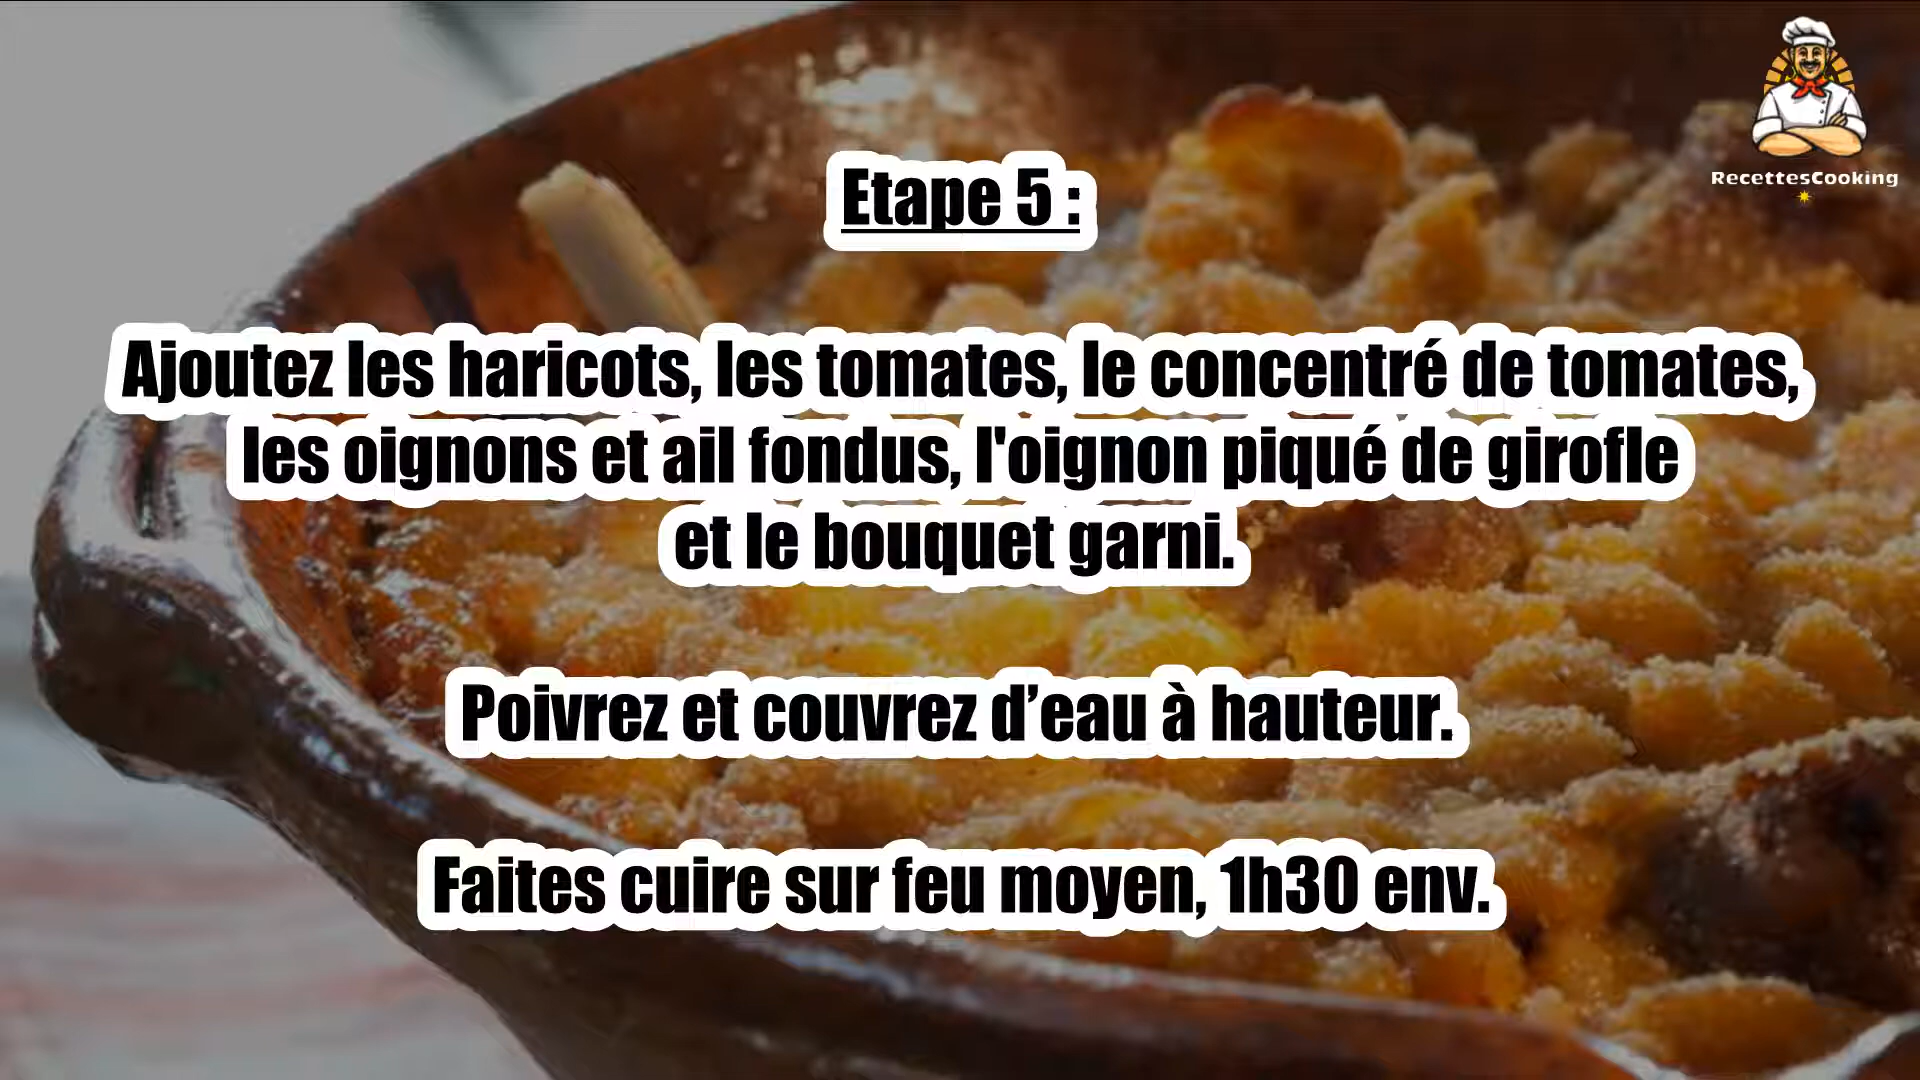 RecettesCooking
Etape 5 :
Ajoutez les haricots, les tomates, le concentré de tomates,
les oignons et ail fondus, l'oignon piqué de girofle
et le bouquet garni.
Poivrez et couvrez d’eau à hauteur.
Faites cuire sur feu moyen, 1h30 env.